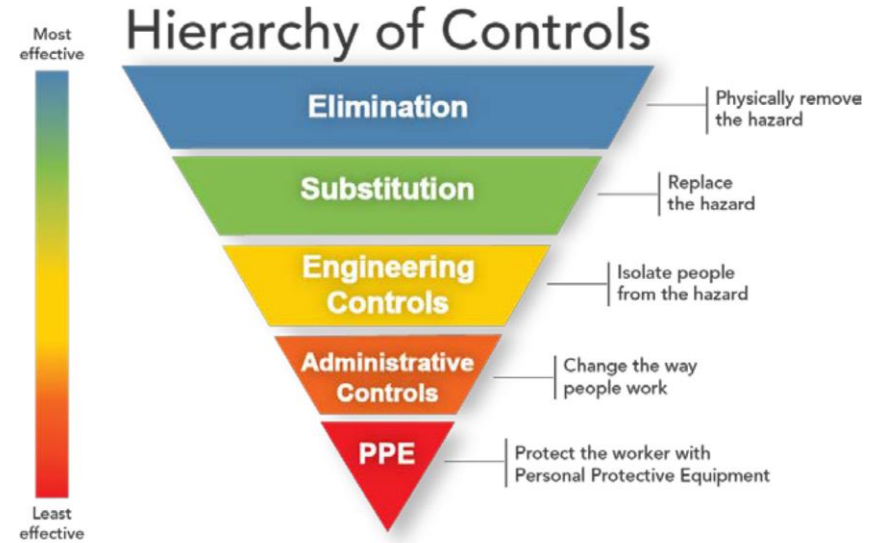 Hierarchy of Controls
Most
effective
Elimination
Physically remove
the hazard
Substitution
Replace
the hazard
Engineering
Controls
Isolate people
from the hazard
Administrative
Controls
Change the way
people work
PPE
Protect the worker with
Personal Protective Equipment
Least
effective